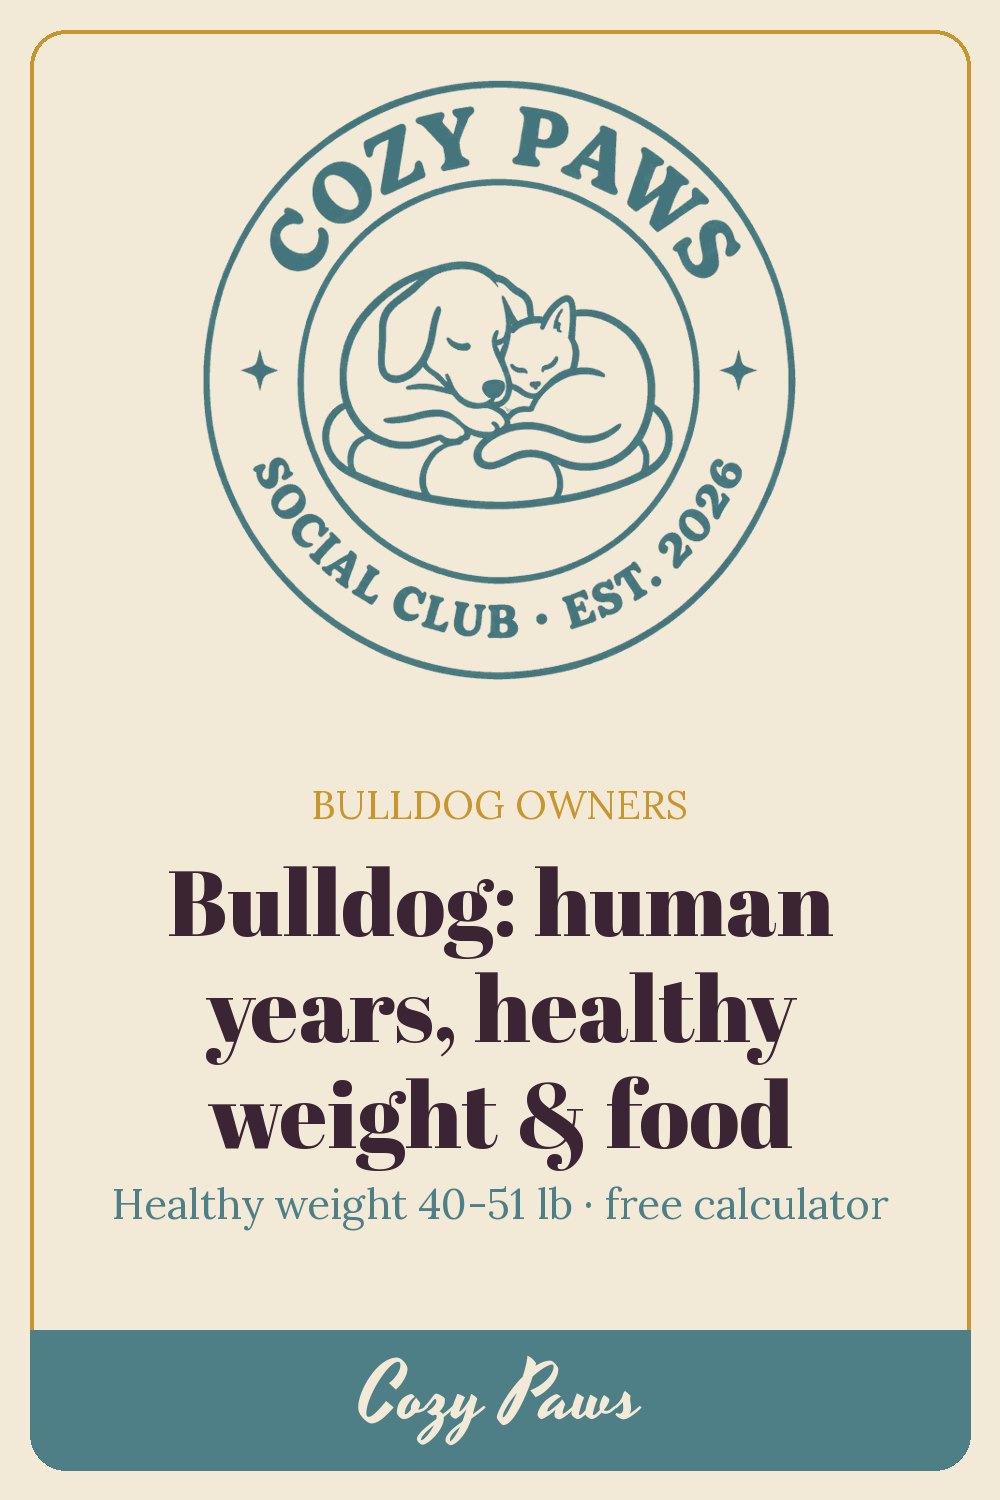 COZY PAWS
SOCIAL CLUB · EST. 2026
BULLDOG OWNERS
Bulldog: human
years, healthy
weight & food
Healthy weight 40-51 lb · free calculator
Cozy Paws